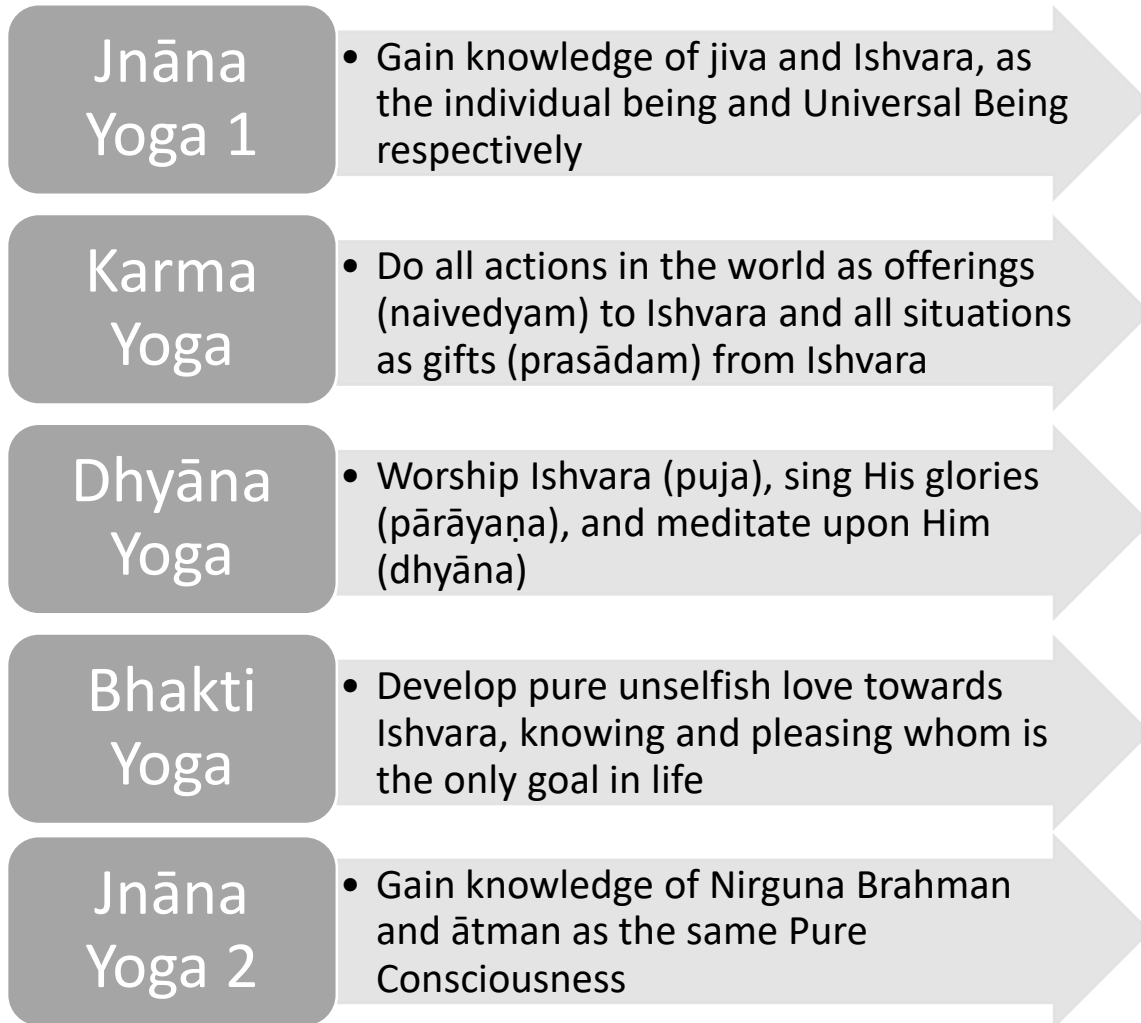 Jnāna
Yoga 1
• Gain knowledge of jiva and Ishvara, as
the individual being and Universal Being
respectively
Karma
Yoga
• Do all actions in the world as offerings
(naivedyam) to Ishvara and all situations
as gifts (prasādam) from Ishvara
Dhyāna
Yoga
• Worship Ishvara (puja), sing His glories
(pārāyaṇa), and meditate upon Him
(dhyāna)
Bhakti
Yoga
• Develop pure unselfish love towards
Ishvara, knowing and pleasing whom is
the only goal in life
Jnāna
Yoga 2
• Gain knowledge of Nirguna Brahman
and ātman as the same Pure
Consciousness